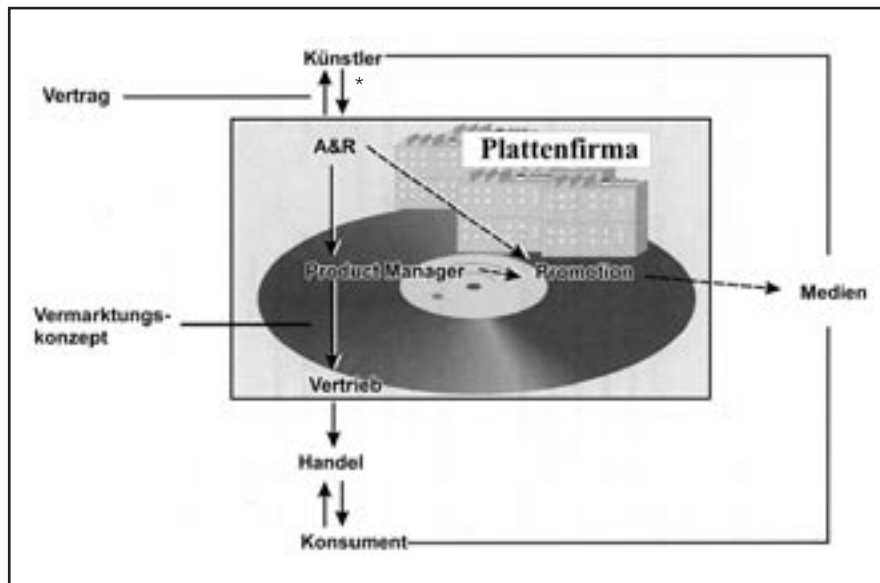 Künstler
*
Vertrag
A&R
Plattenfirma
Product Manager
Promotion
Medien
Vermarktungs-
konzept
Vertrieb
Handel
Konsument